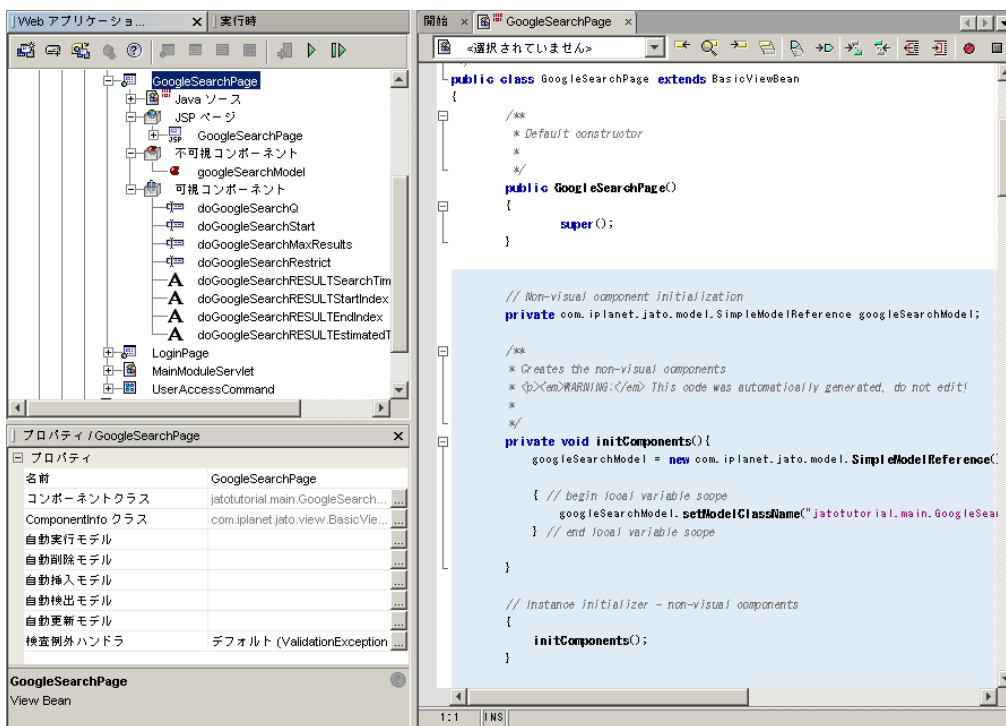 Web アプリケーショ...
実行時
GoogleSearchPage
Java ソース
JSP ページ
GoogleSearchPage
不可視コンポーネント
googleSearchModel
可視コンポーネント
doGoogleSearchQ
doGoogleSearchStart
doGoogleSearchMaxResults
doGoogleSearchRestrict
doGoogleSearchRESULTSearchTim
doGoogleSearchRESULTStartIndex
doGoogleSearchRESULTEndIndex
doGoogleSearchRESULTEstimatedT
LoginPage
MainModuleServlet
UserAccessCommand
プロパティ / GoogleSearchPage
プロパティ
名前 GoogleSearchPage
コンポーネントクラス jatotutorial.main.GoogleSearch... ...
ComponentInfo クラス com.iplanet.jato.view.BasicVie... ...
自動実行モデル ...
自動削除モデル ...
自動挿入モデル ...
自動検出モデル ...
自動更新モデル ...
検査例外ハンドラ デフォルト (ValidationException ...
GoogleSearchPage
View Bean
開始 GoogleSearchPage
<選択されていません>
public class GoogleSearchPage extends BasicViewBean
{
/**
* Default constructor
*
*/
public GoogleSearchPage()
{
super();
}
// Non-visual component initialization
private com.iplanet.jato.model.SimpleModelReference googleSearchModel;
/**
* Creates the non-visual components
* <p><em>WARNING:</em> This code was automatically generated, do not edit!
*
*/
private void initComponents(){
googleSearchModel = new com.iplanet.jato.model.SimpleModelReference()
{ // begin local variable scope
googleSearchModel.setModelClassName("jatotutorial.main.GoogleSear
} // end local variable scope
}
// Instance initializer - non-visual components
{
initComponents();
}
1:1 INS